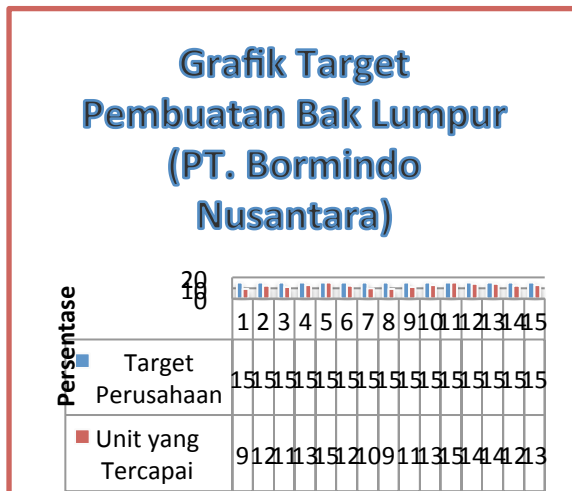 Grafik Target
Pembuatan Bak Lumpur
(PT. Bormindo
Nusantara)
Persentase
20
10
0
1 2 3 4 5 6 7 8 9 10 11 12 13 14 15
Target
Perusahaan
15 15 15 15 15 15 15 15 15 15 15 15 15 15 15
Unit yang
Tercapai
9 12 11 13 15 12 10 9 11 13 15 14 14 12 13